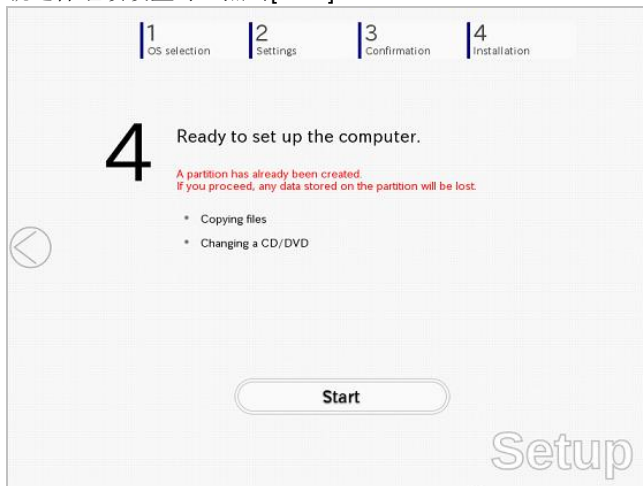 1
OS selection
2
Settings
3
Confirmation
4
Installation
4
Ready to set up the computer.
A partition has already been created.
If you proceed, any data stored on the partition will be lost.
• Copying files
• Changing a CD/DVD
Start
Setup